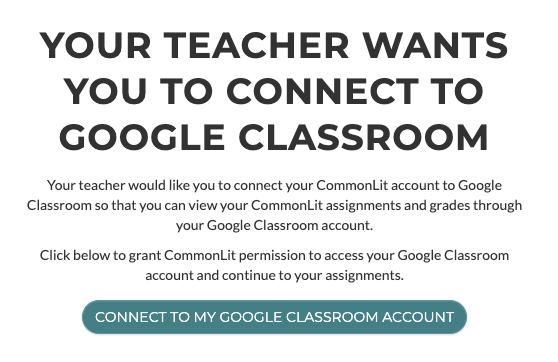 YOUR TEACHER WANTS
YOU TO CONNECT TO
GOOGLE CLASSROOM
Your teacher would like you to connect your CommonLit account to Google
Classroom so that you can view your CommonLit assignments and grades through
your Google Classroom account.
Click below to grant CommonLit permission to access your Google Classroom
account and continue to your assignments.
CONNECT TO MY GOOGLE CLASSROOM ACCOUNT